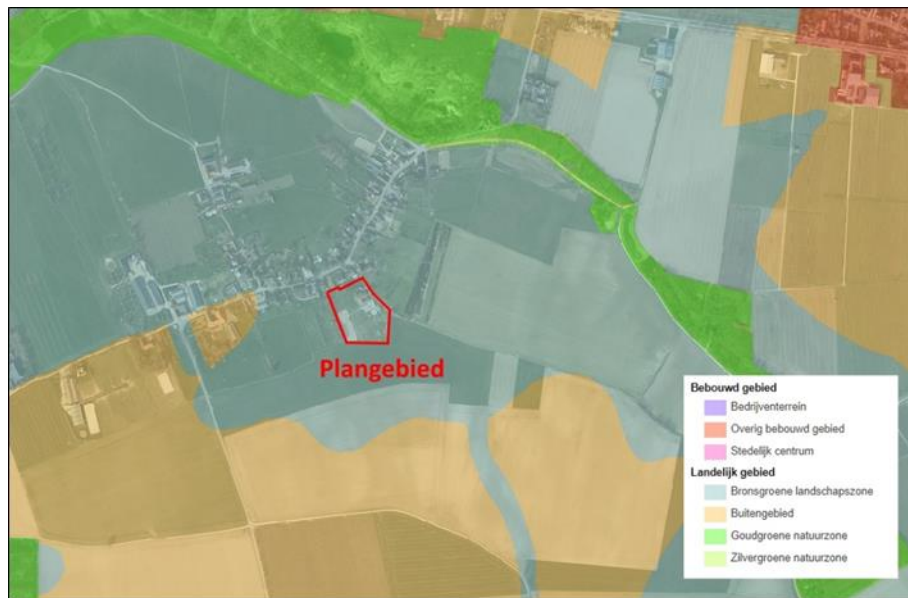 Plangebied
Bebouwd gebied
Bedrijventerrein
Overig bebouwd gebied
Stedelijk centrum
Landelijk gebied
Bronsgroene landschapszone
Buitengebied
Goudgroene natuurzone
Zilvergroene natuurzone